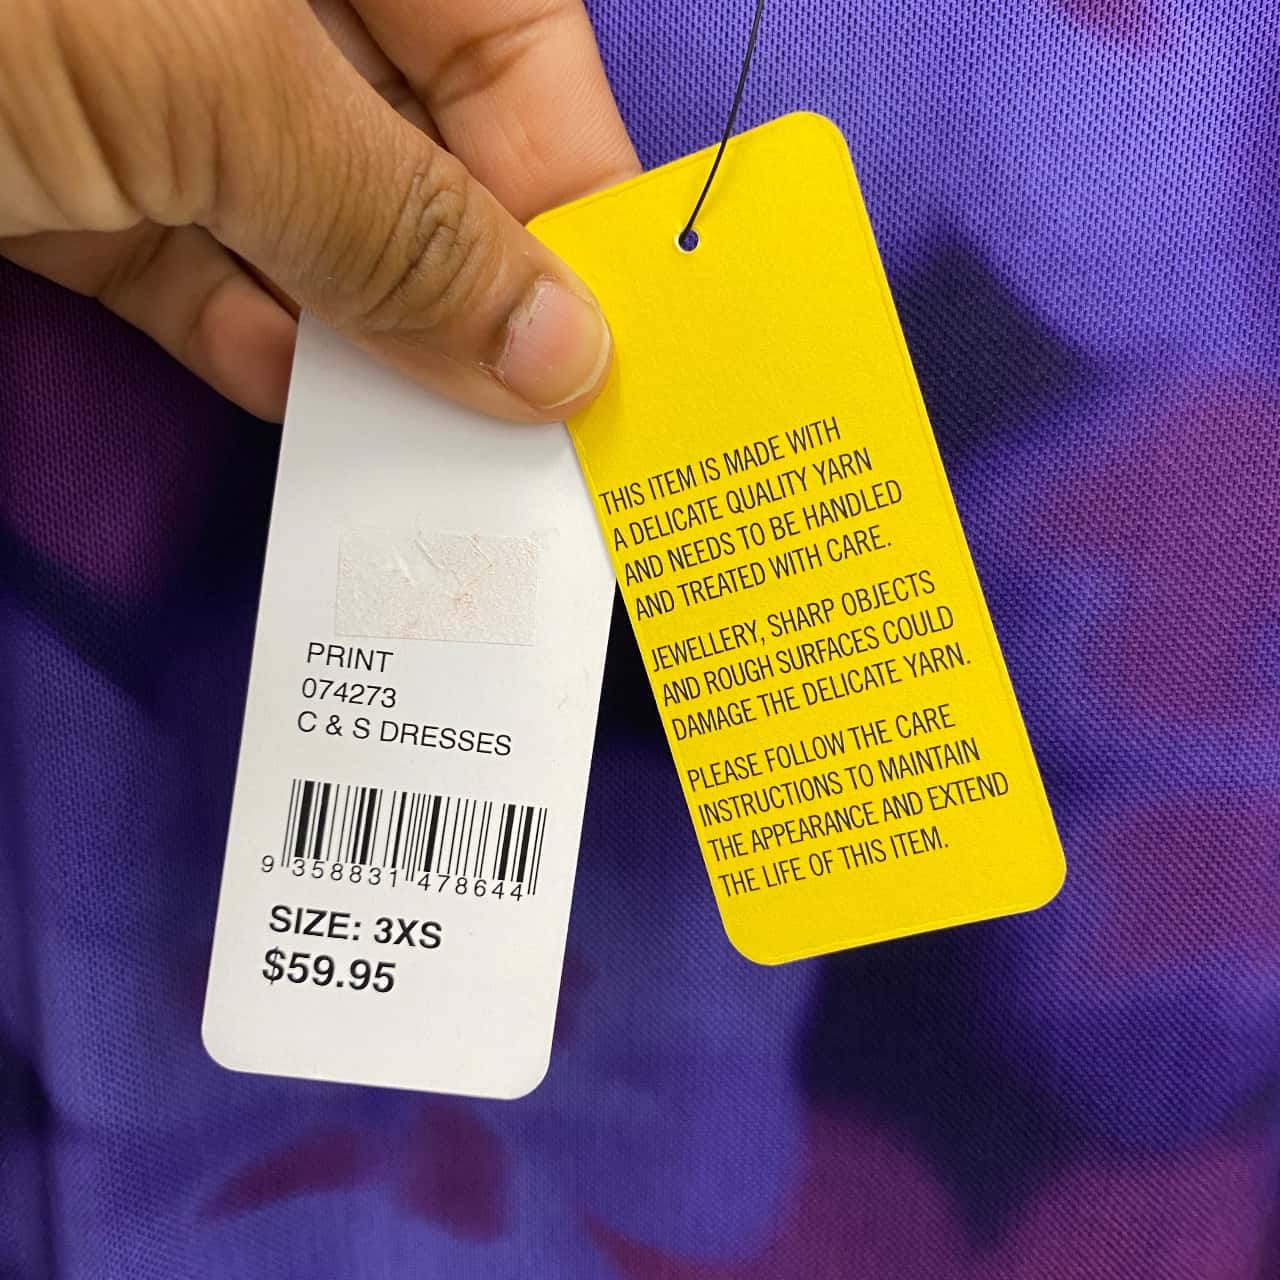 PRINT
074273
C & S DRESSES
9 358831 478644
SIZE: 3XS
$59.95
THIS ITEM IS MADE WITH
A DELICATE QUALITY YARN
AND NEEDS TO BE HANDLED
AND TREATED WITH CARE.
JEWELLERY, SHARP OBJECTS
AND ROUGH SURFACES COULD
DAMAGE THE DELICATE YARN.
PLEASE FOLLOW THE CARE
INSTRUCTIONS TO MAINTAIN
THE APPEARANCE AND EXTEND
THE LIFE OF THIS ITEM.